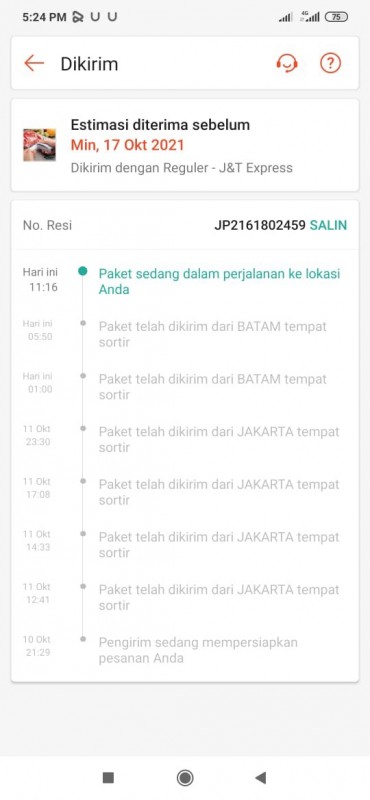 5:24 PM 4G 75
Dikirim
Estimasi diterima sebelum
Min, 17 Okt 2021
Dikirim dengan Reguler - J&T Express
No. Resi JP2161802459 SALIN
Hari ini Paket sedang dalam perjalanan ke lokasi
11:16 Anda
Hari ini Paket telah dikirim dari BATAM tempat
05:50 sortir
Hari ini Paket telah dikirim dari BATAM tempat
01:00 sortir
11 Okt Paket telah dikirim dari JAKARTA tempat
23:30 sortir
11 Okt Paket telah dikirim dari JAKARTA tempat
17:08 sortir
11 Okt Paket telah dikirim dari JAKARTA tempat
14:33 sortir
11 Okt Paket telah dikirim dari JAKARTA tempat
12:41 sortir
10 Okt Pengirim sedang mempersiapkan
21:29 pesanan Anda